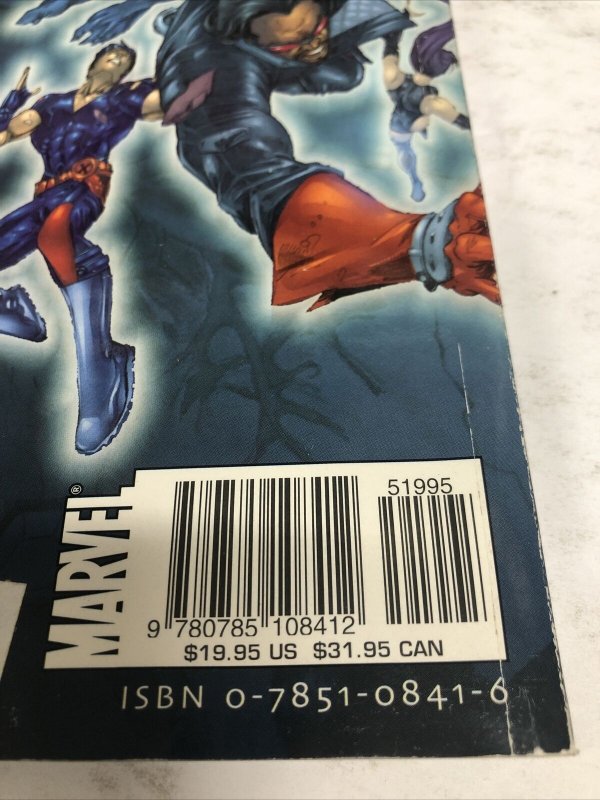 51995
MARVEL®
9 780785 108412
$19.95 US $31.95 CAN
ISBN 0-7851-0841-6